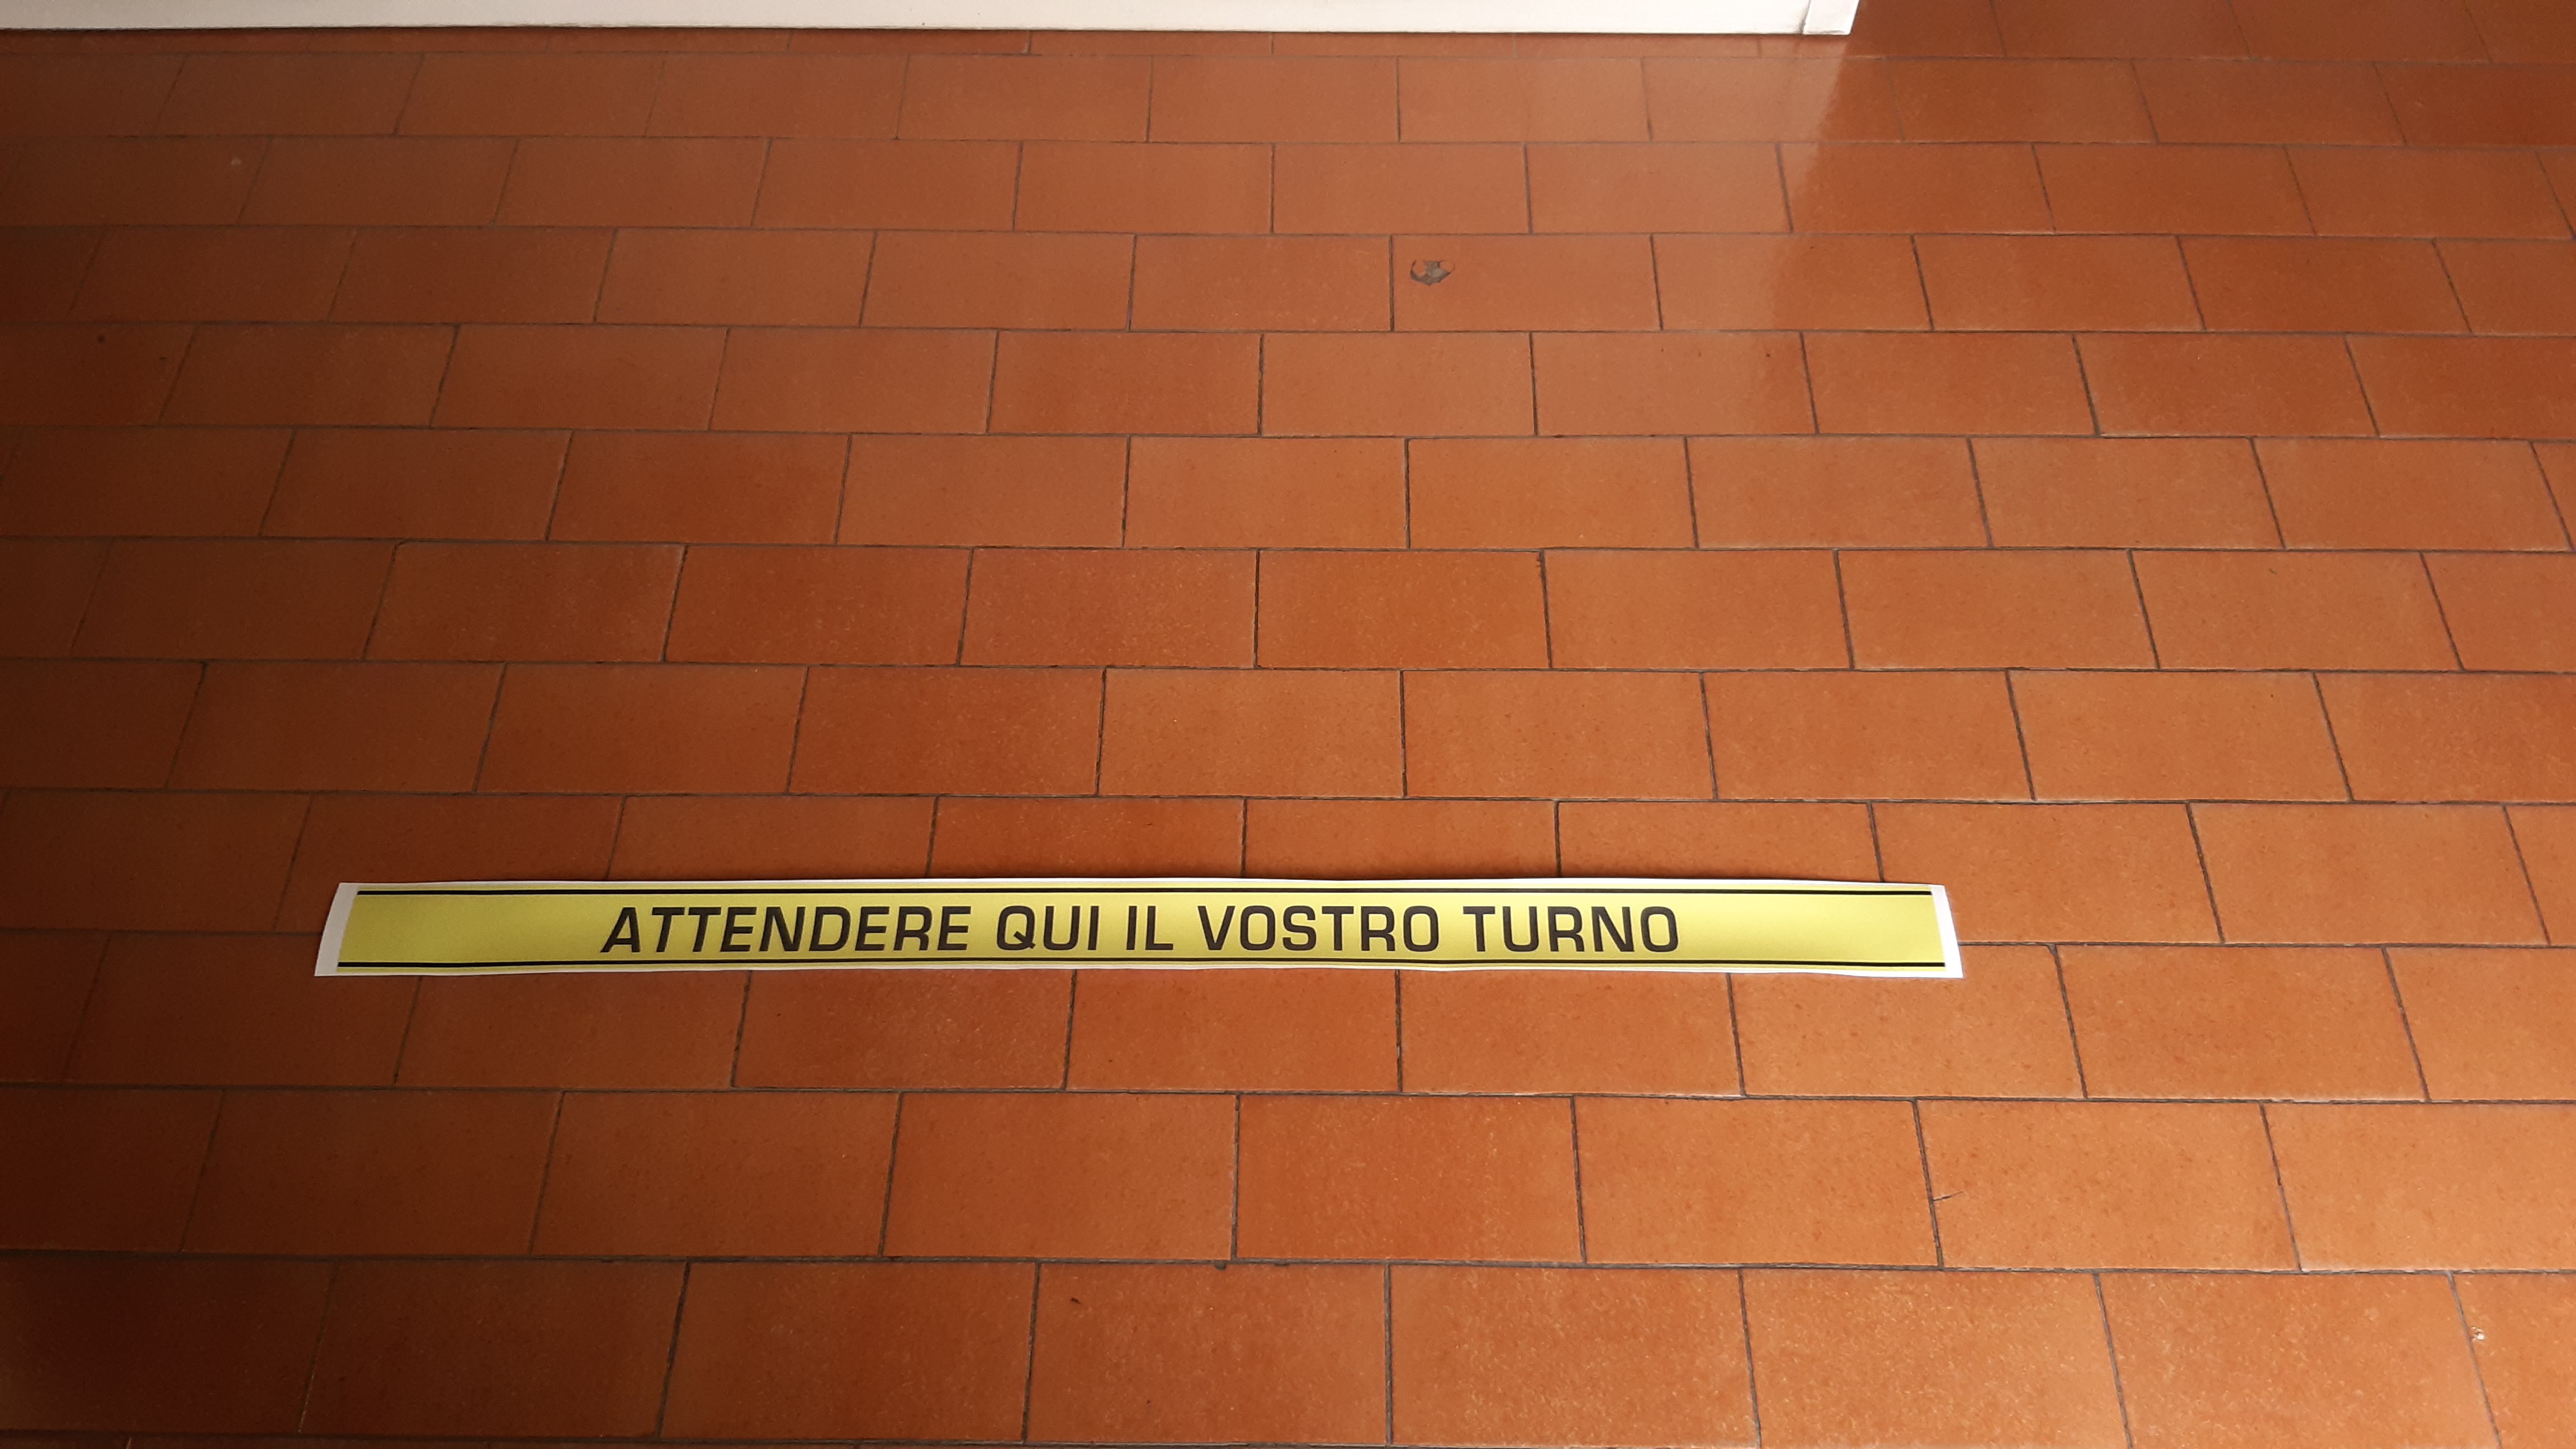 ATTENDERE QUI IL VOSTRO TURNO